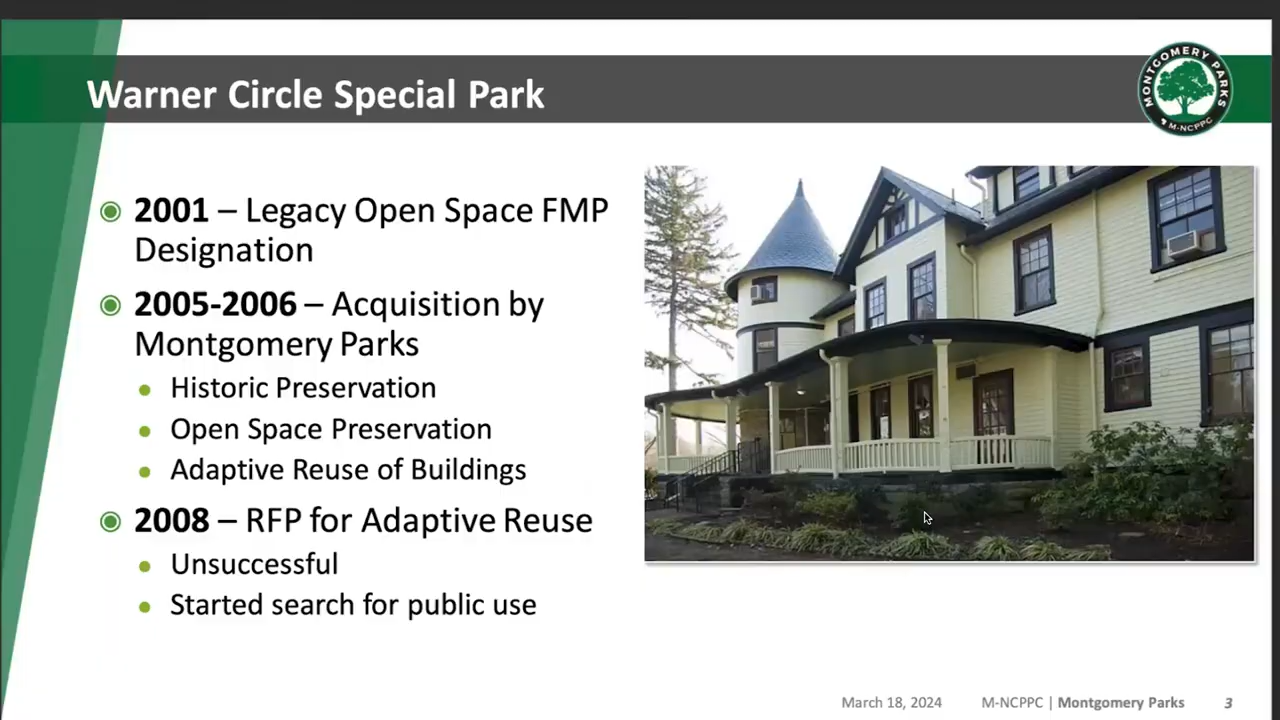 Warner Circle Special Park
MONTGOMERY PARKS
M-NCPPC
2001 – Legacy Open Space FMP
Designation
2005-2006 – Acquisition by
Montgomery Parks
Historic Preservation
Open Space Preservation
Adaptive Reuse of Buildings
2008 – RFP for Adaptive Reuse
Unsuccessful
Started search for public use
March 18, 2024 M-NCPPC | Montgomery Parks 3